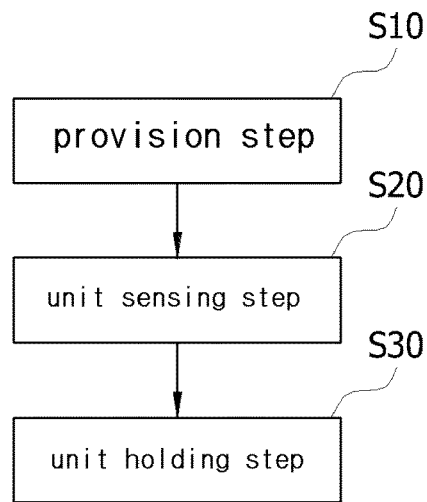 S10
provision step
S20
unit sensing step
S30
unit holding step